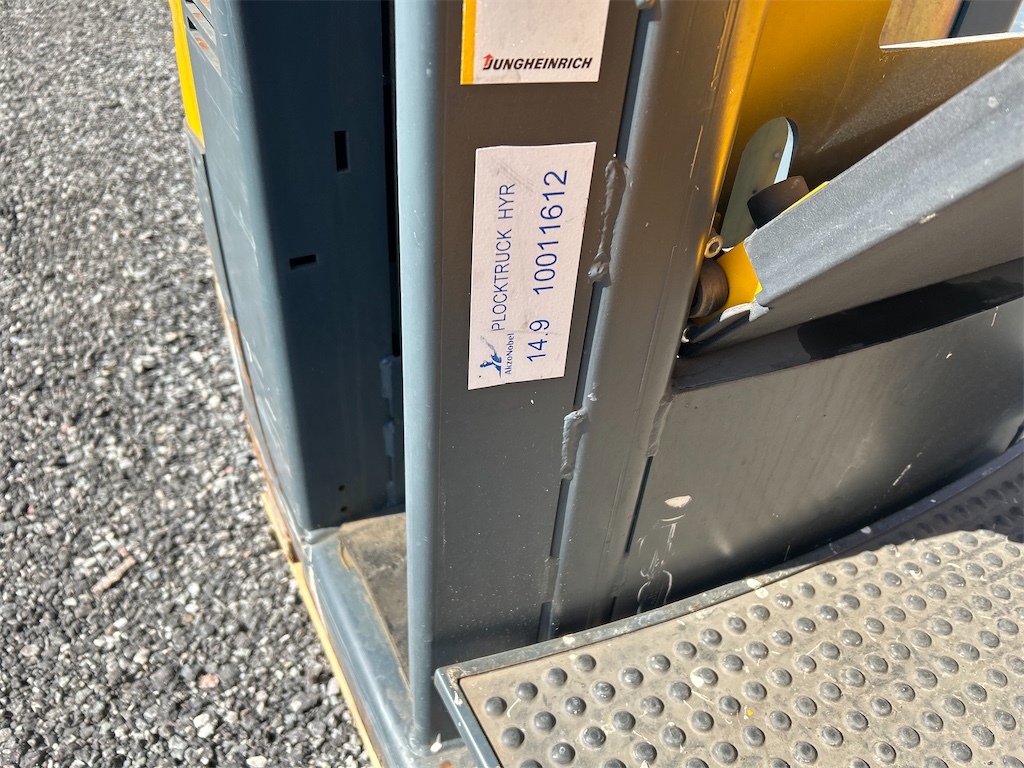 JUNGHEINRICH
PLOCKTRUCK HYR
AkzoNobel
14.9 10011612